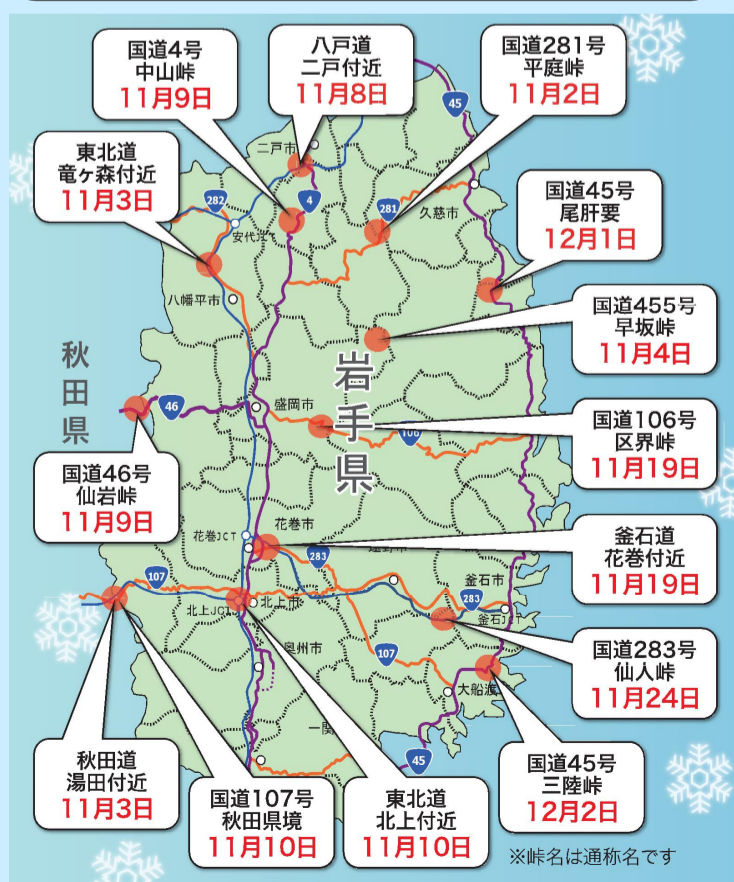 国道4号
中山峠
11月9日
八戸道
二戸付近
11月8日
国道281号
平庭峠
11月2日
45
二戸市
東北道
竜ヶ森付近
11月3日
282
4
281
久慈市
安代JCT
国道45号
尾肝要
12月1日
八幡平市
国道455号
早坂峠
11月4日
秋田県
岩手県
46
盛岡市
106
国道106号
区界峠
11月19日
国道46号
仙岩峠
11月9日
花巻市
花巻JCT
283
釜石道
花巻付近
11月19日
107
釜石市
283
北上JCT
北上市
釜石JCT
奥州市
107
国道283号
仙人峠
11月24日
大船渡
一関
45
秋田道
湯田付近
11月3日
国道107号
秋田県境
11月10日
東北道
北上付近
11月10日
国道45号
三陸峠
12月2日
※峠名は通称名です